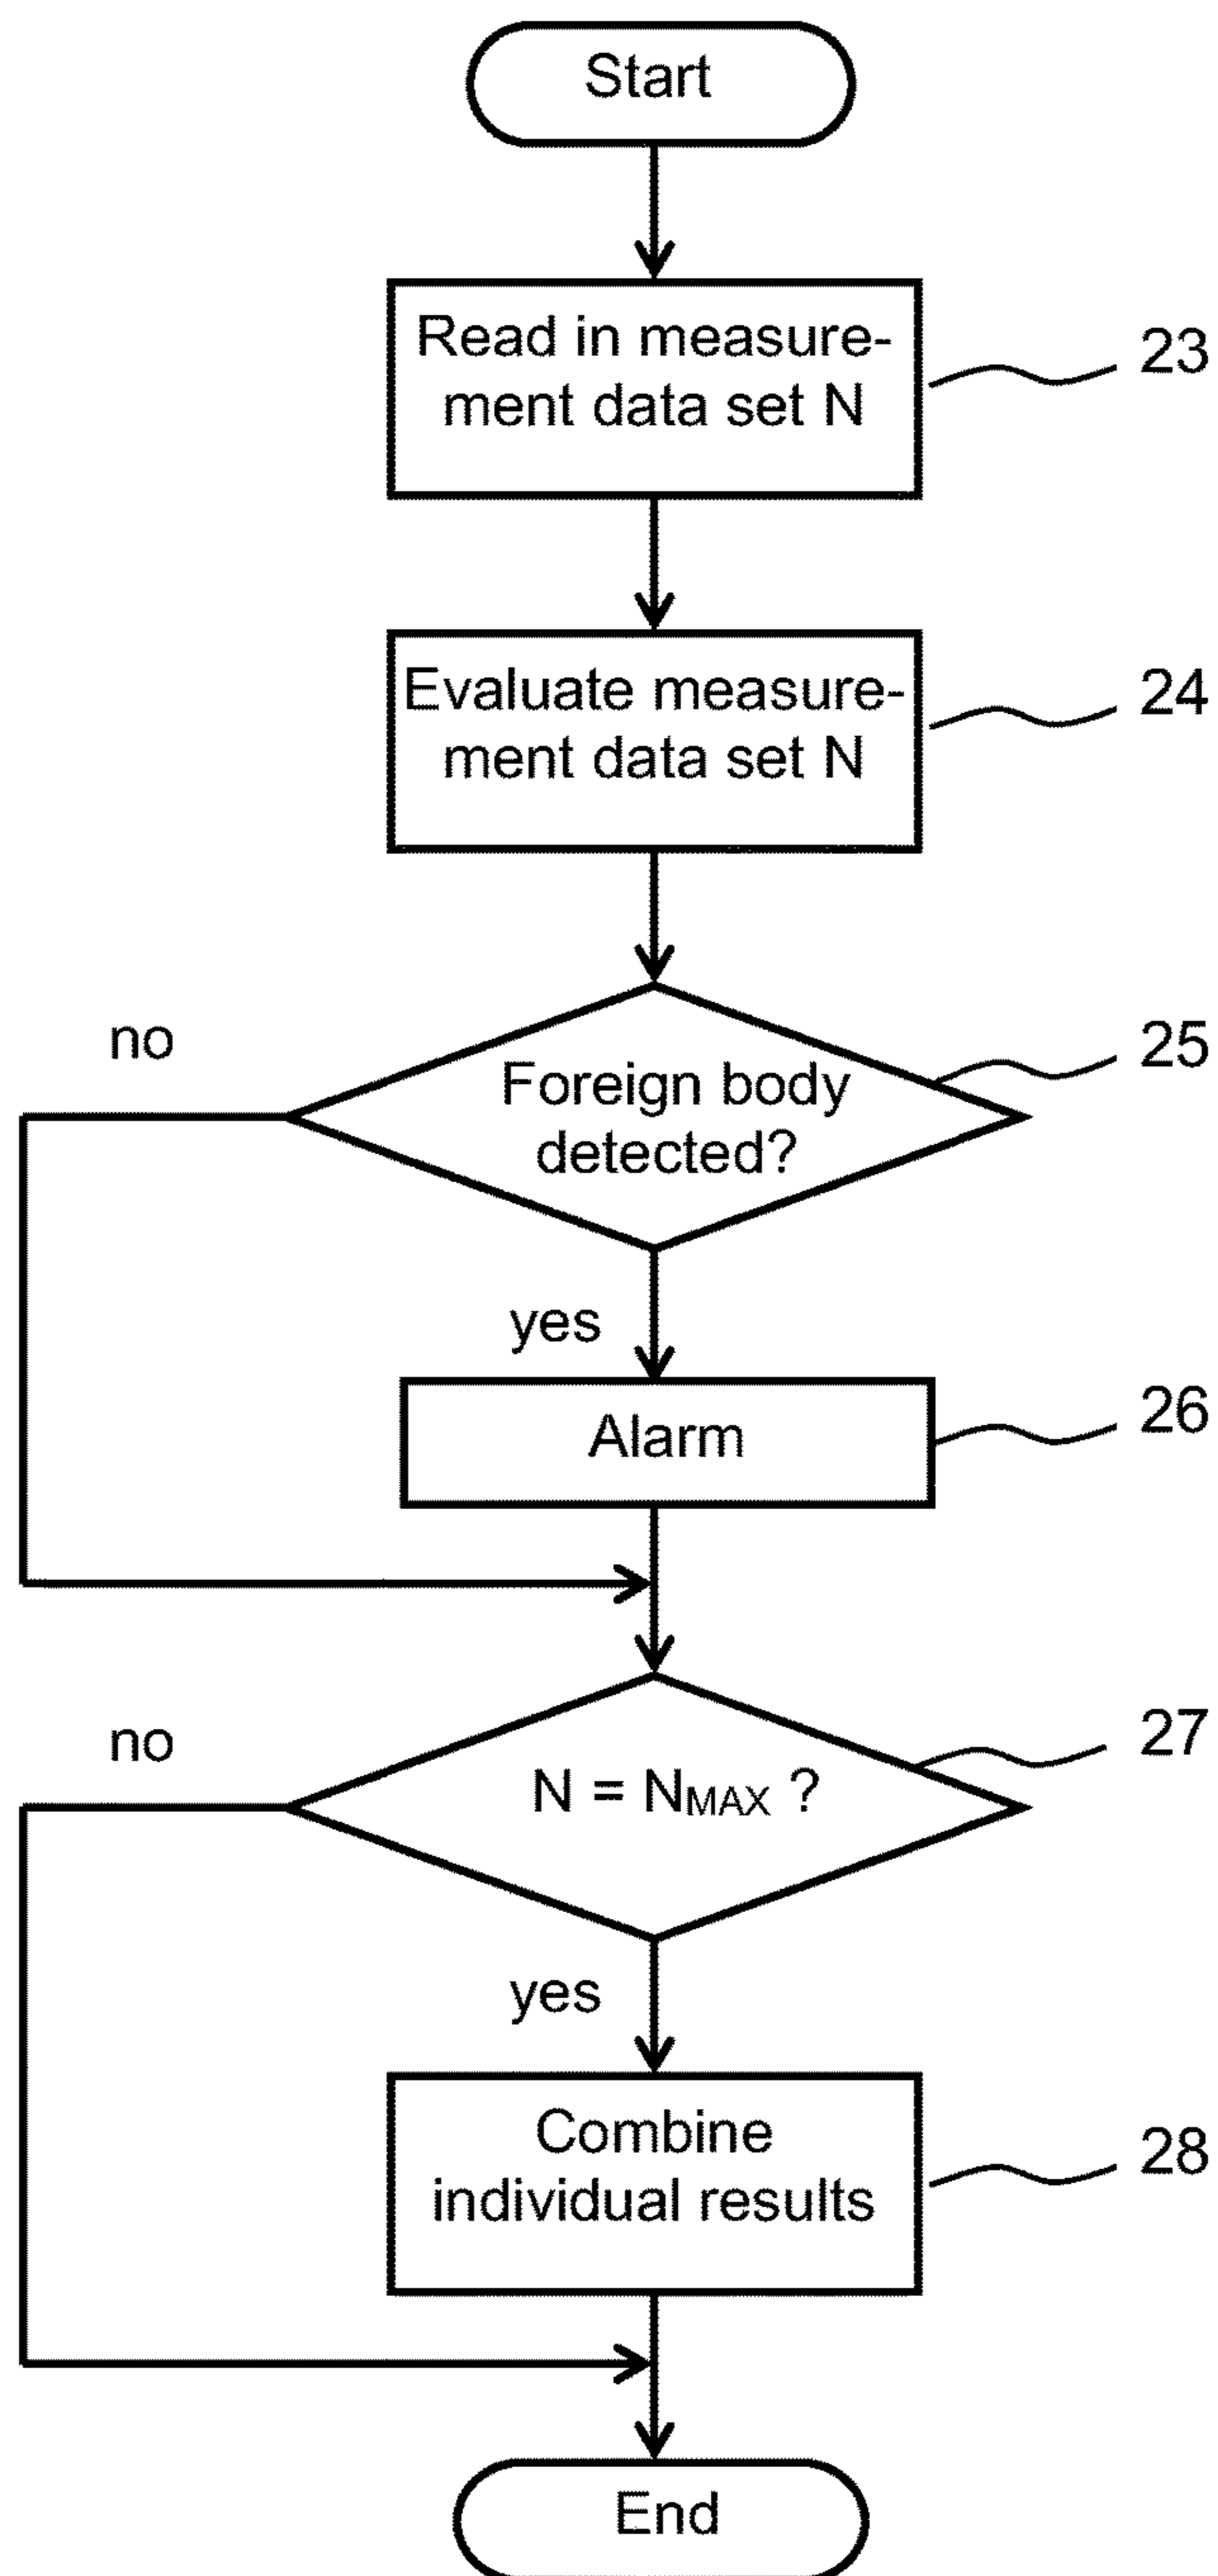 Start
Read in measure-
ment data set N
23
Evaluate measure-
ment data set N
24
no
Foreign body
detected?
25
yes
Alarm
26
no
N = NMAX ?
27
yes
Combine
individual results
28
End